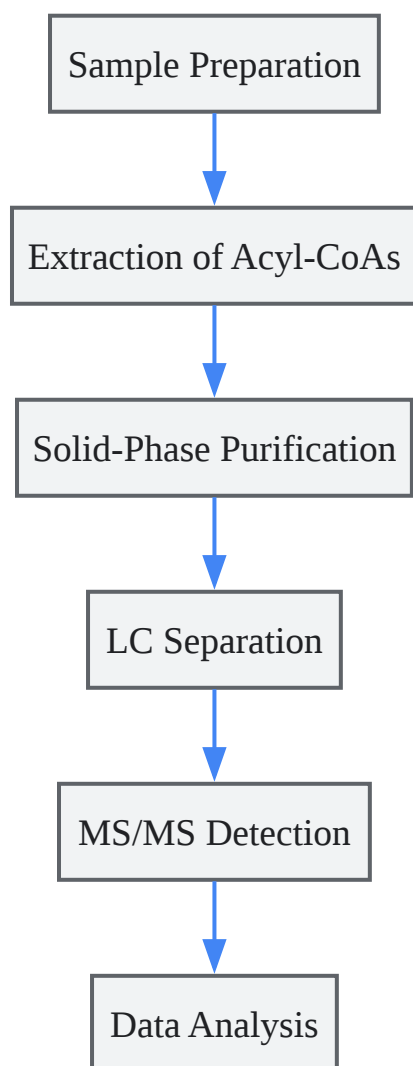 Sample Preparation
Extraction of Acyl-CoAs
Solid-Phase Purification
LC Separation
MS/MS Detection
Data Analysis